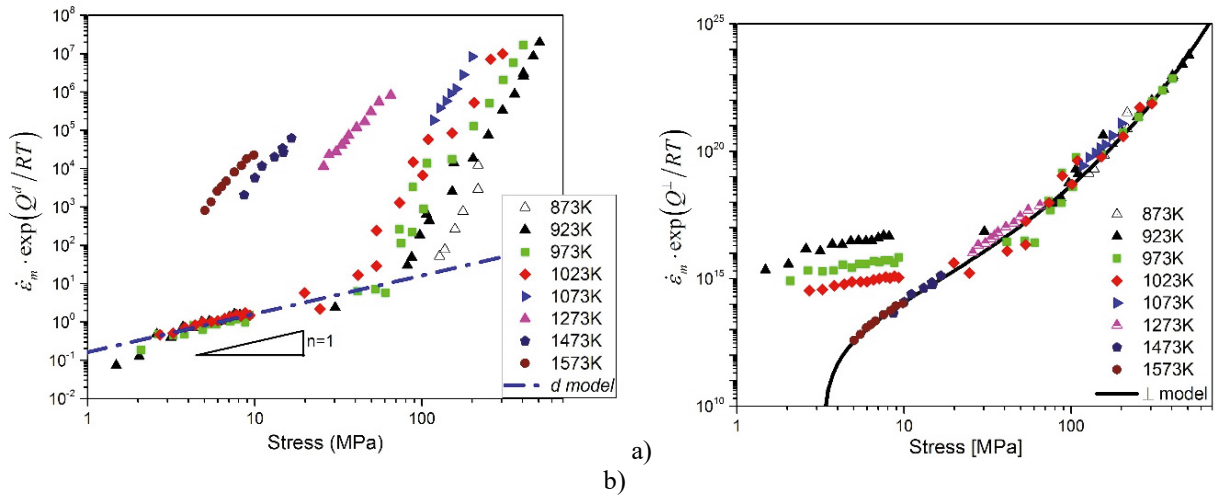 10^8
10^7
10^6
10^5
10^4
10^3
10^2
10^1
10^0
10^-1
10^-2
ε̇_m · exp(Q^d/RT)
1
10
100
Stress (MPa)
n=1
873K
923K
973K
1023K
1073K
1273K
1473K
1573K
d model
a)
10^25
10^20
10^15
10^10
ε̇_m · exp(Q^⊥/RT)
1
10
100
Stress [MPa]
873K
923K
973K
1023K
1073K
1273K
1473K
1573K
⊥ model
b)